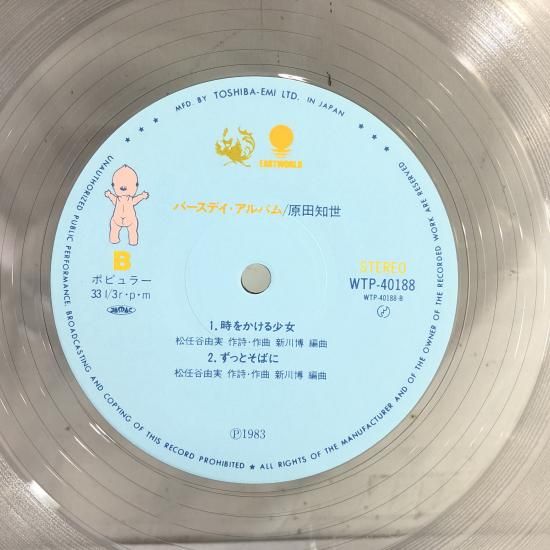 MFD. BY TOSHIBA-EMI LTD. IN JAPAN
EASTWORLD
バースデイ・アルバム/原田知世
B
ポピュラー
33 1/3 r・p・m
JASRAC
STEREO
WTP-40188
WTP-40188-B
1. 時をかける少女
松任谷由実 作詩・作曲 新川博 編曲
2. ずっとそばに
松任谷由実 作詩・作曲 新川博 編曲
Ⓟ1983
UNAUTHORIZED PUBLIC PERFORMANCE, BROADCASTING AND COPYING OF THIS RECORD PROHIBITED ★ ALL RIGHTS OF THE MANUFACTURER AND OF THE OWNER OF THE RECORDED WORK ARE RESERVED.